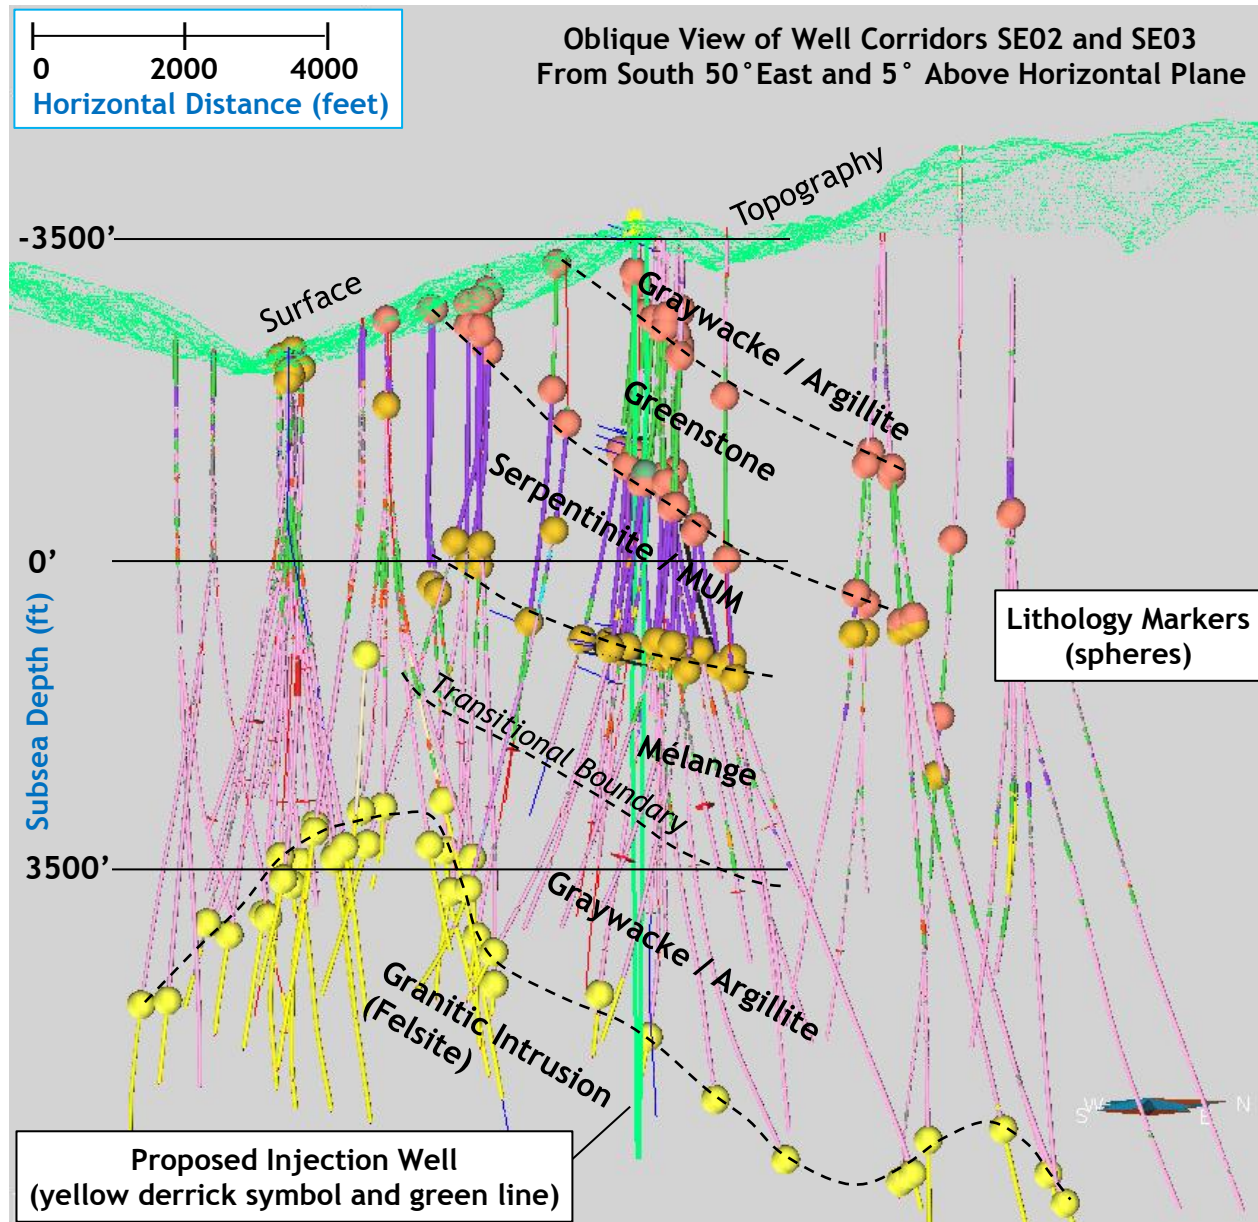 Oblique View of Well Corridors SE02 and SE03
From South 50°East and 5° Above Horizontal Plane
0 2000 4000
Horizontal Distance (feet)
Topography
-3500’
Surface
Graywacke / Argillite
Greenstone
Serpentinite / MUM
0’
Subsea Depth (ft)
Lithology Markers
(spheres)
Transitional Boundary
Mélange
3500’
Graywacke / Argillite
Granitic Intrusion
(Felsite)
W N
S E
Proposed Injection Well
(yellow derrick symbol and green line)